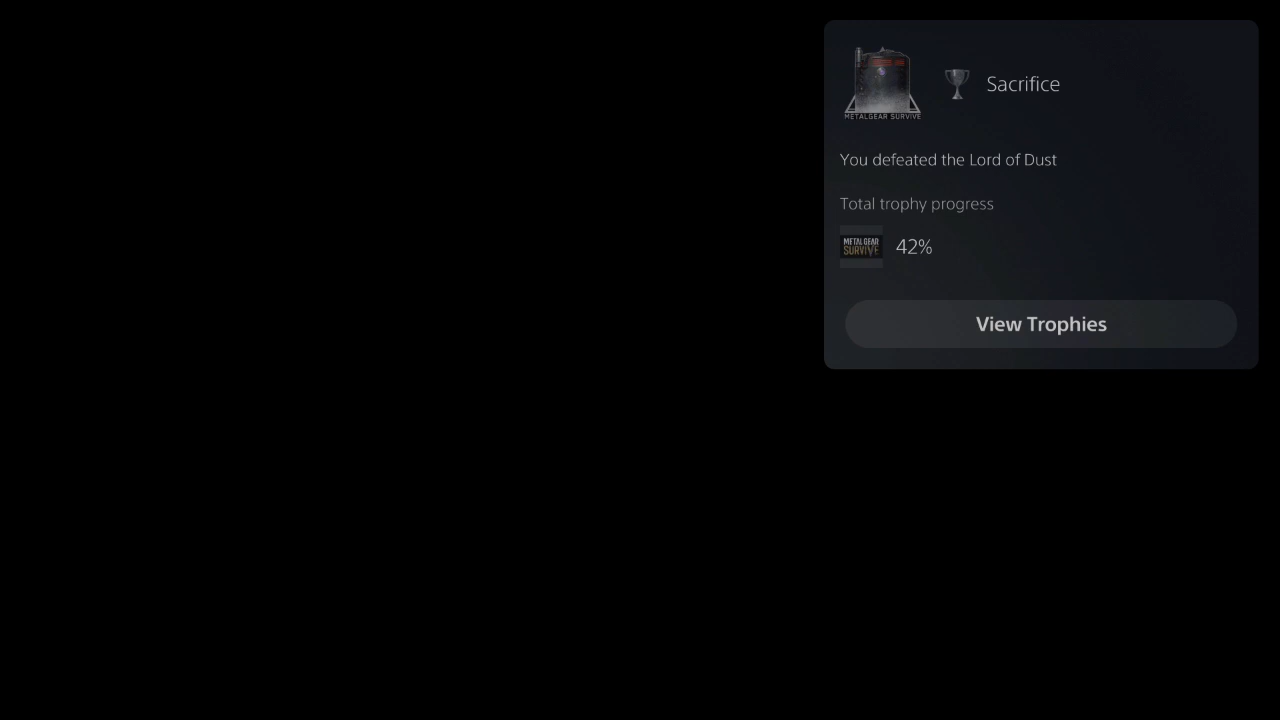 METALGEAR SURVIVE
Sacrifice
You defeated the Lord of Dust
Total trophy progress
METAL GEAR
SURVIVE
42%
View Trophies